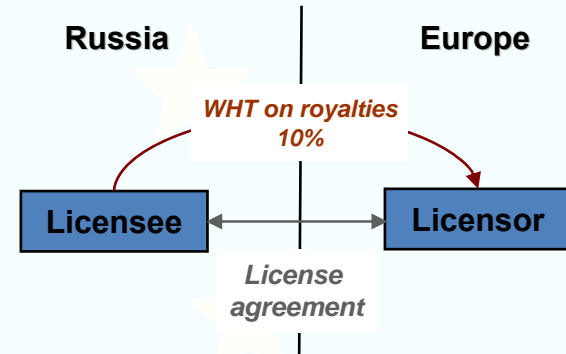 Russia
Europe
WHT on royalties
10%
Licensee
Licensor
License
agreement